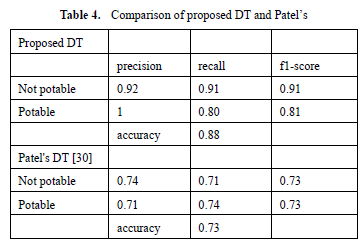 Table 4. Comparison of proposed DT and Patel's
Proposed DT
precision recall f1-score
Not potable 0.92 0.91 0.91
Potable 1 0.80 0.81
accuracy 0.88
Patel's DT [30]
Not potable 0.74 0.71 0.73
Potable 0.71 0.74 0.73
accuracy 0.73